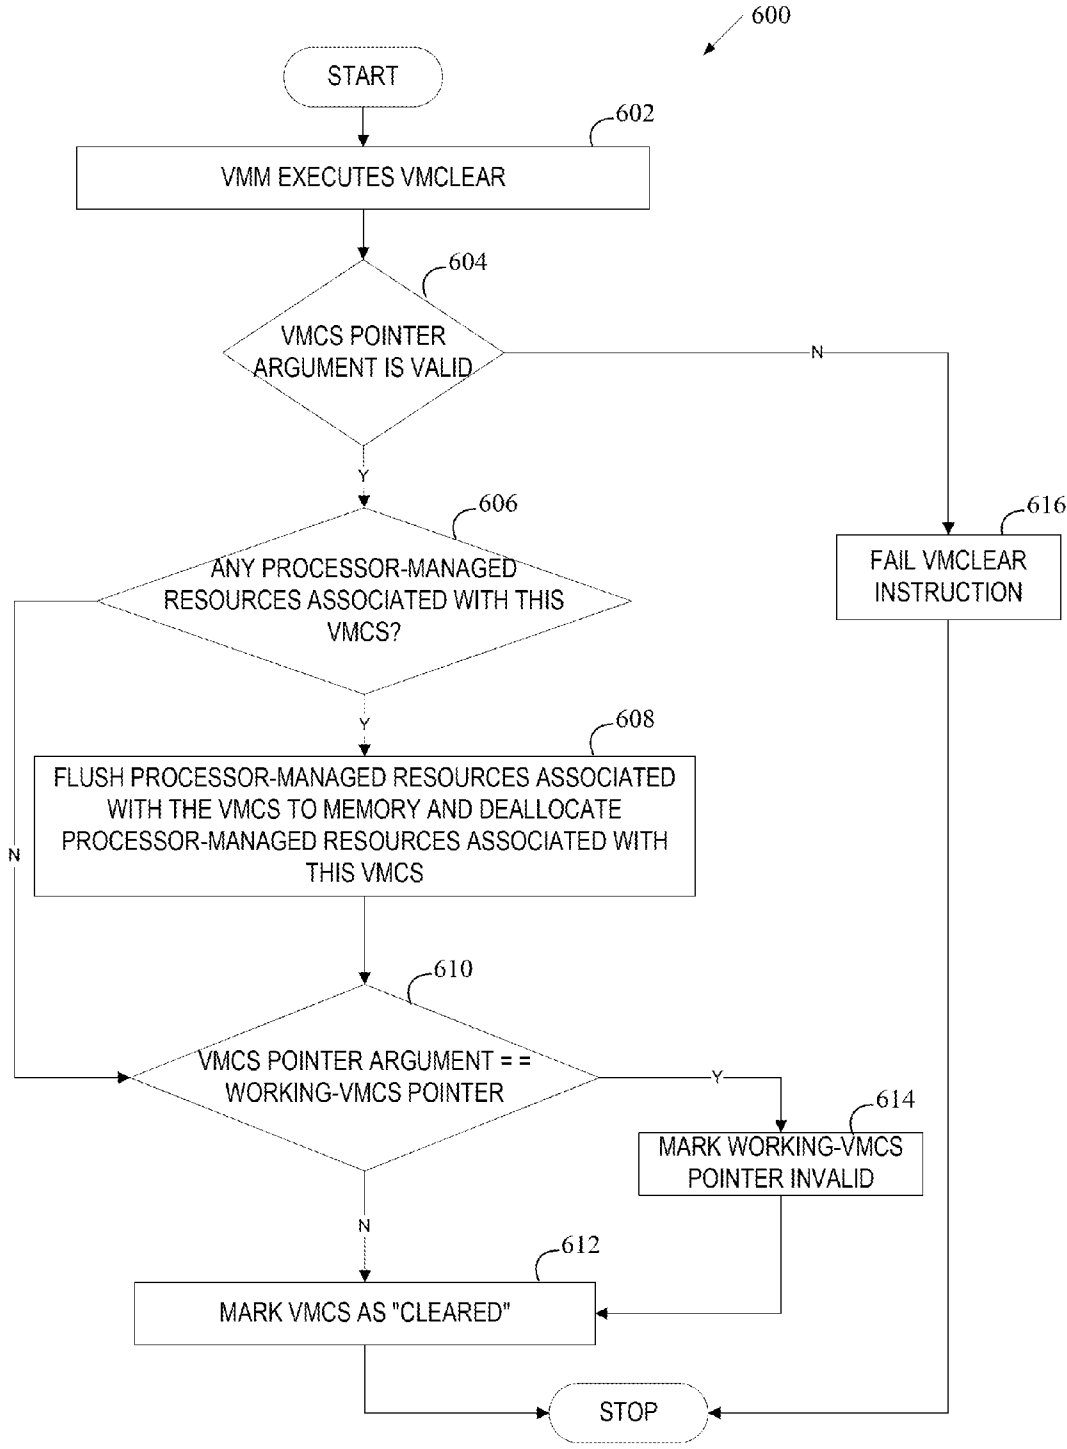 600
START
602
VMM EXECUTES VMCLEAR
604
VMCS POINTER
ARGUMENT IS VALID
N
Y
606
ANY PROCESSOR-MANAGED
RESOURCES ASSOCIATED WITH THIS
VMCS?
616
FAIL VMCLEAR
INSTRUCTION
Y
608
FLUSH PROCESSOR-MANAGED RESOURCES ASSOCIATED
WITH THE VMCS TO MEMORY AND DEALLOCATE
PROCESSOR-MANAGED RESOURCES ASSOCIATED WITH
THIS VMCS
N
610
VMCS POINTER ARGUMENT = =
WORKING-VMCS POINTER
Y
614
MARK WORKING-VMCS
POINTER INVALID
N
612
MARK VMCS AS "CLEARED"
STOP